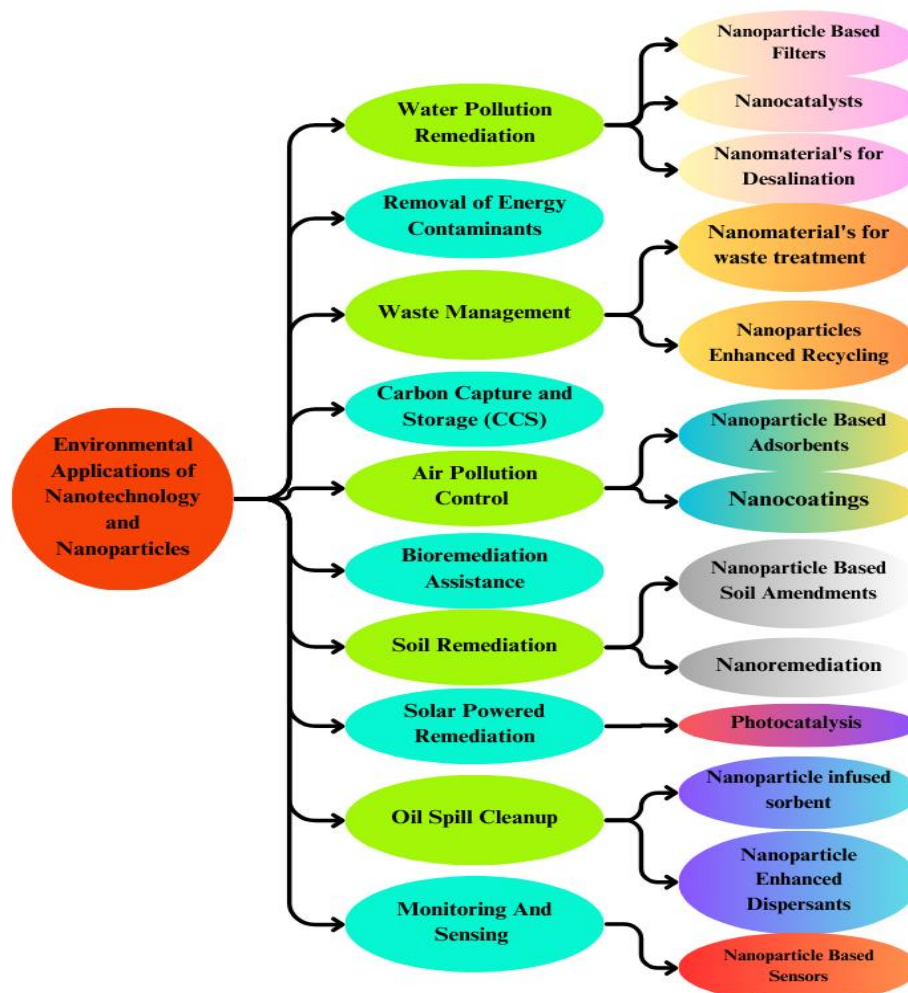 Environmental
Applications of
Nanotechnology
and
Nanoparticles
Water Pollution
Remediation
Nanoparticle Based
Filters
Nanocatalysts
Nanomaterial's for
Desalination
Removal of Energy
Contaminants
Waste Management
Nanomaterial's for
waste treatment
Nanoparticles
Enhanced Recycling
Carbon Capture and
Storage (CCS)
Air Pollution
Control
Nanoparticle Based
Adsorbents
Nanocoatings
Bioremediation
Assistance
Soil Remediation
Nanoparticle Based
Soil Amendments
Nanoremediation
Solar Powered
Remediation
Photocatalysis
Oil Spill Cleanup
Nanoparticle infused
sorbent
Nanoparticle
Enhanced
Dispersants
Monitoring And
Sensing
Nanoparticle Based
Sensors